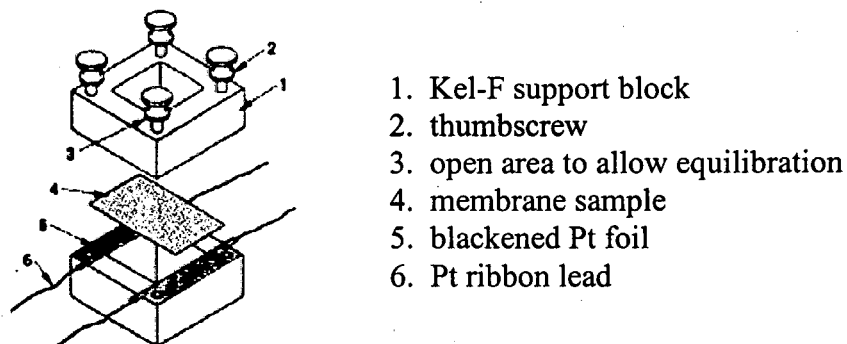 2
1
3
4
5
6
1. Kel-F support block
2. thumbscrew
3. open area to allow equilibration
4. membrane sample
5. blackened Pt foil
6. Pt ribbon lead